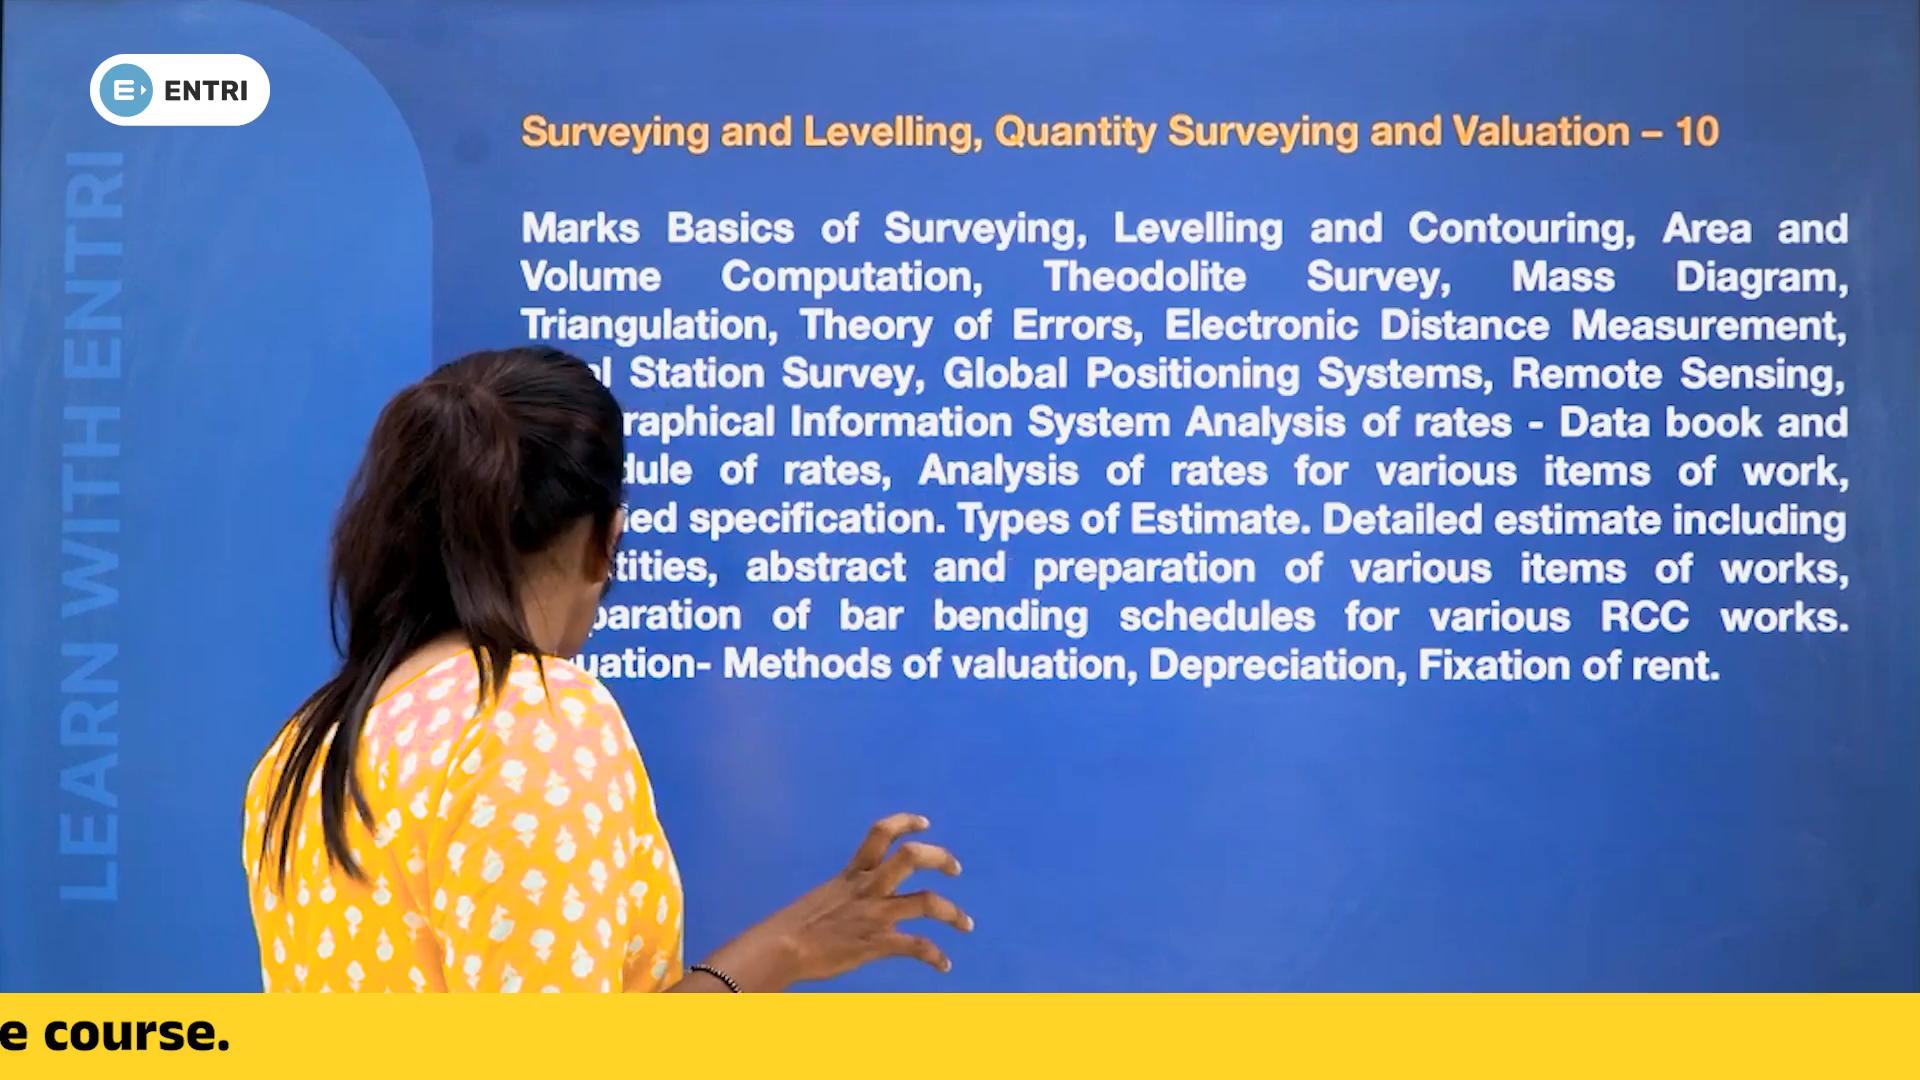 ENTRI
LEARN WITH ENTRI
Surveying and Levelling, Quantity Surveying and Valuation – 10
Marks Basics of Surveying, Levelling and Contouring, Area and
Volume Computation, Theodolite Survey, Mass Diagram,
Triangulation, Theory of Errors, Electronic Distance Measurement,
Station Survey, Global Positioning Systems, Remote Sensing,
Information System Analysis of rates - Data book and
of rates, Analysis of rates for various items of work,
specification. Types of Estimate. Detailed estimate including
abstract and preparation of various items of works,
of bar bending schedules for various RCC works.
Methods of valuation, Depreciation, Fixation of rent.
course.